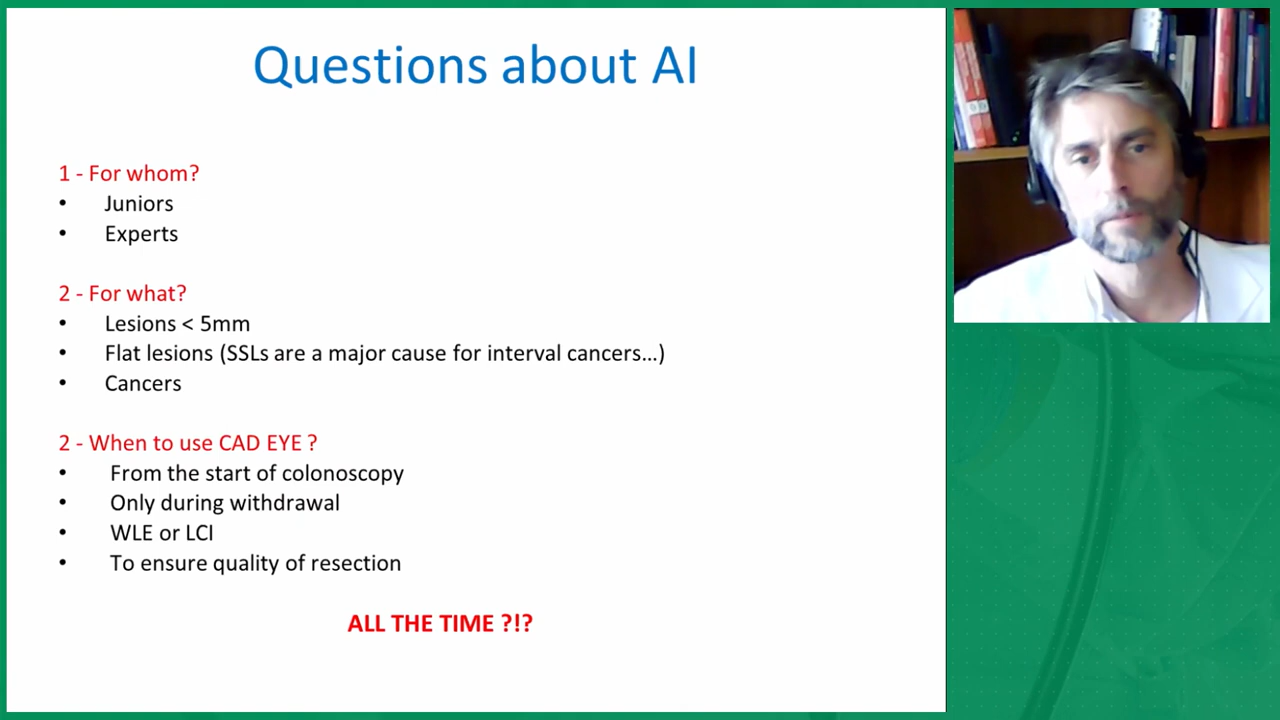 Questions about AI
1 - For whom?
• Juniors
• Experts
2 - For what?
• Lesions < 5mm
• Flat lesions (SSLs are a major cause for interval cancers...)
• Cancers
2 - When to use CAD EYE ?
• From the start of colonoscopy
• Only during withdrawal
• WLE or LCI
• To ensure quality of resection
ALL THE TIME ?!?